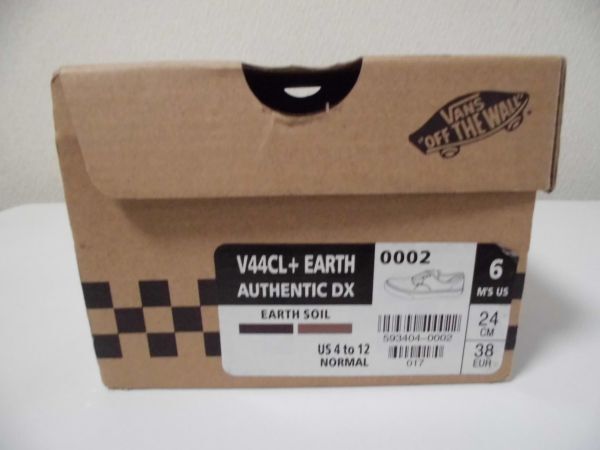 VANS
"OFF THE WALL"
V44CL+ EARTH
AUTHENTIC DX
EARTH SOIL
US 4 to 12
NORMAL
0002
593404-0002
017
6
M'S US
24
CM
38
EUR